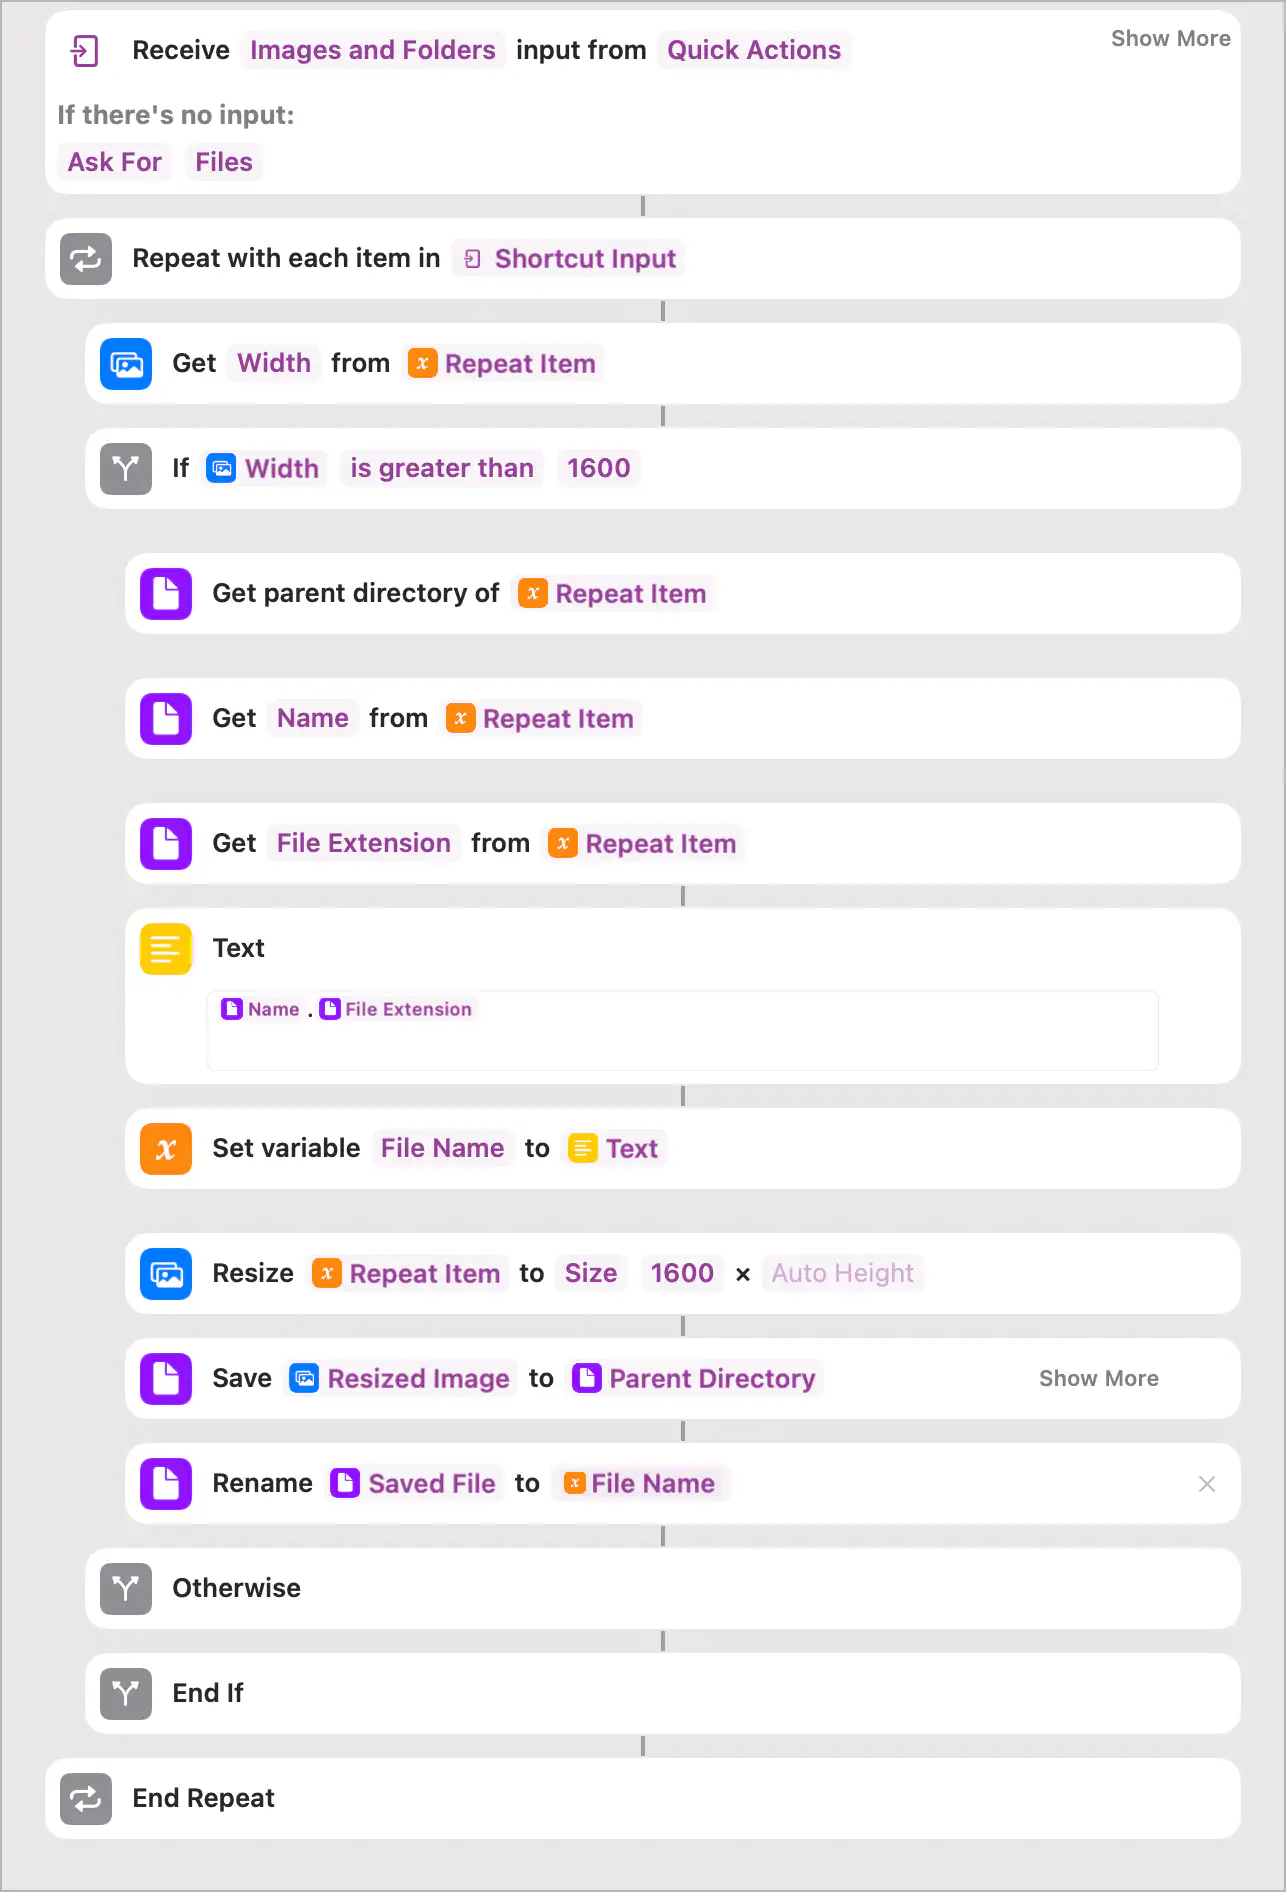 Receive Images and Folders input from Quick Actions Show More
If there's no input:
Ask For Files
Repeat with each item in Shortcut Input
Get Width from x Repeat Item
If Width is greater than 1600
Get parent directory of x Repeat Item
Get Name from x Repeat Item
Get File Extension from x Repeat Item
Text
Name . File Extension
x Set variable File Name to Text
Resize x Repeat Item to Size 1600 × Auto Height
Save Resized Image to Parent Directory Show More
Rename Saved File to x File Name
Otherwise
End If
End Repeat